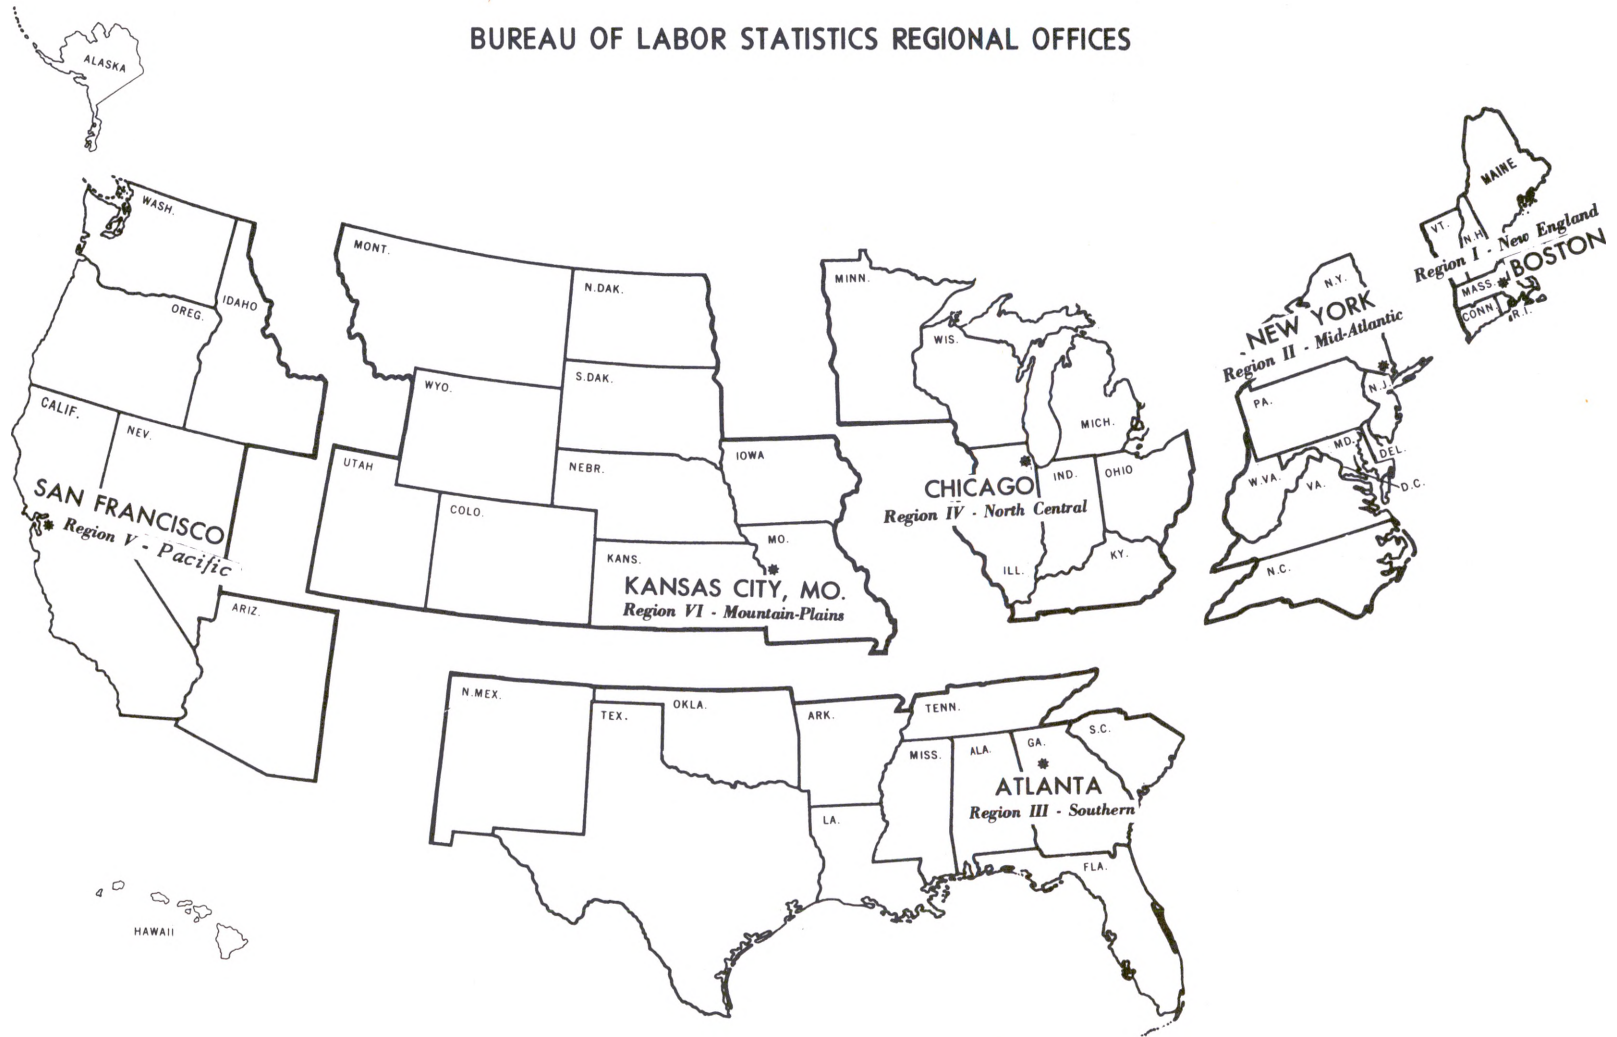 BUREAU OF LABOR STATISTICS REGIONAL OFFICES
ALASKA
WASH.
OREG.
IDAHO
CALIF.
NEV.
SAN FRANCISCO
Region V - Pacific
ARIZ.
HAWAII
MONT.
N.DAK.
WYO.
S.DAK.
UTAH
NEBR.
IOWA
COLO.
KANS.
MO.
KANSAS CITY, MO.
Region VI - Mountain-Plains
MINN.
WIS.
MICH.
CHICAGO
Region IV - North Central
IND.
OHIO
ILL.
KY.
N.Y.
NEW YORK
Region II - Mid-Atlantic
PA.
N.J.
MD.
DEL.
W.VA.
VA.
D.C.
N.C.
MAINE
VT.
N.H.
Region I - New England
BOSTON
MASS.
CONN.
R.I.
N.MEX.
TEX.
OKLA.
ARK.
LA.
TENN.
MISS.
ALA.
GA.
S.C.
ATLANTA
Region III - Southern
FLA.